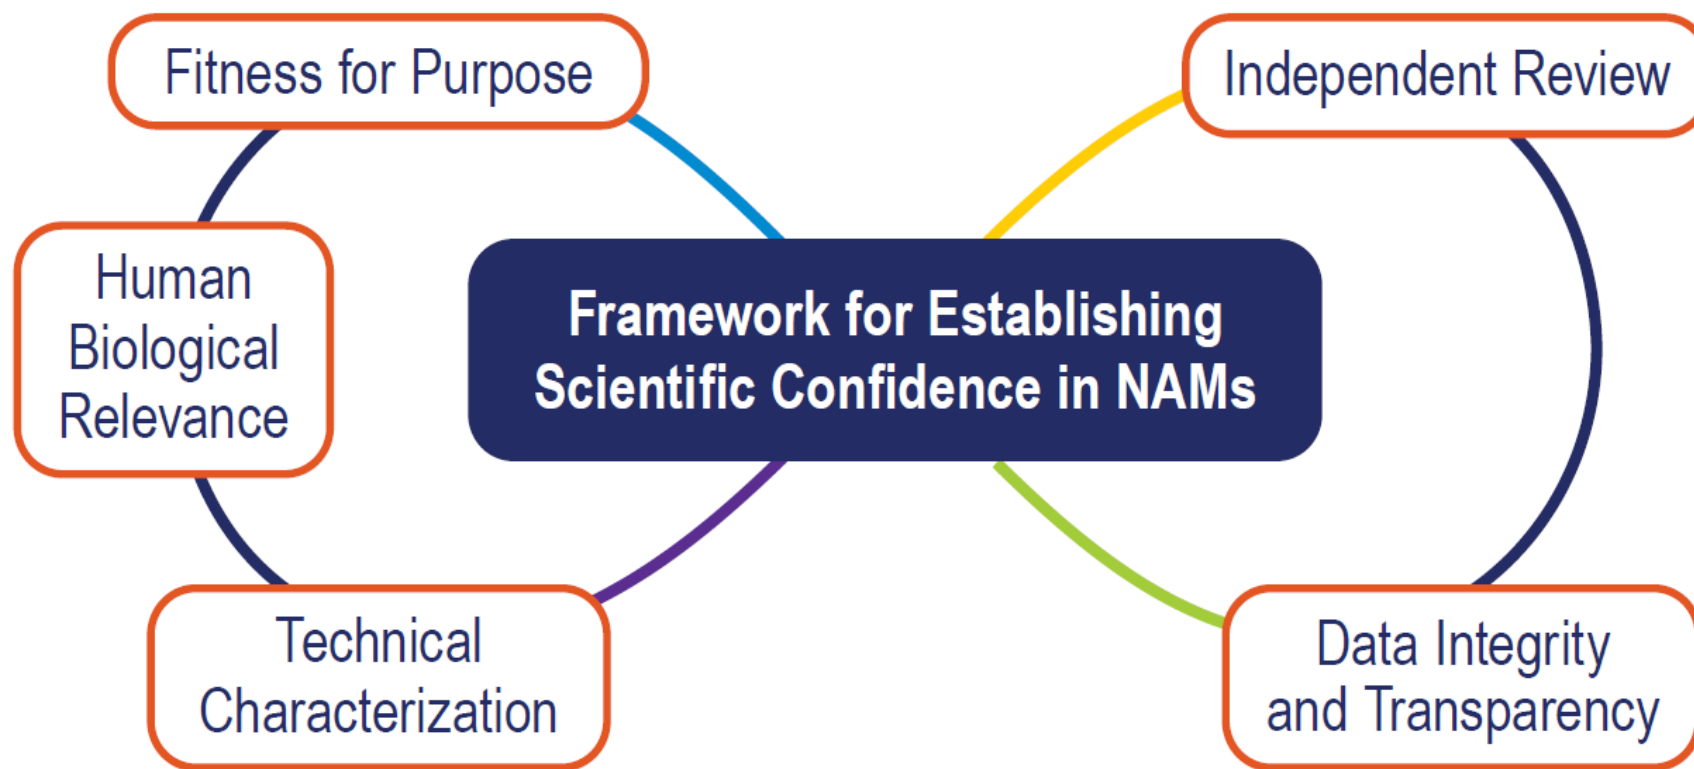 Fitness for Purpose
Independent Review
Human
Biological
Relevance
Framework for Establishing
Scientific Confidence in NAMs
Technical
Characterization
Data Integrity
and Transparency